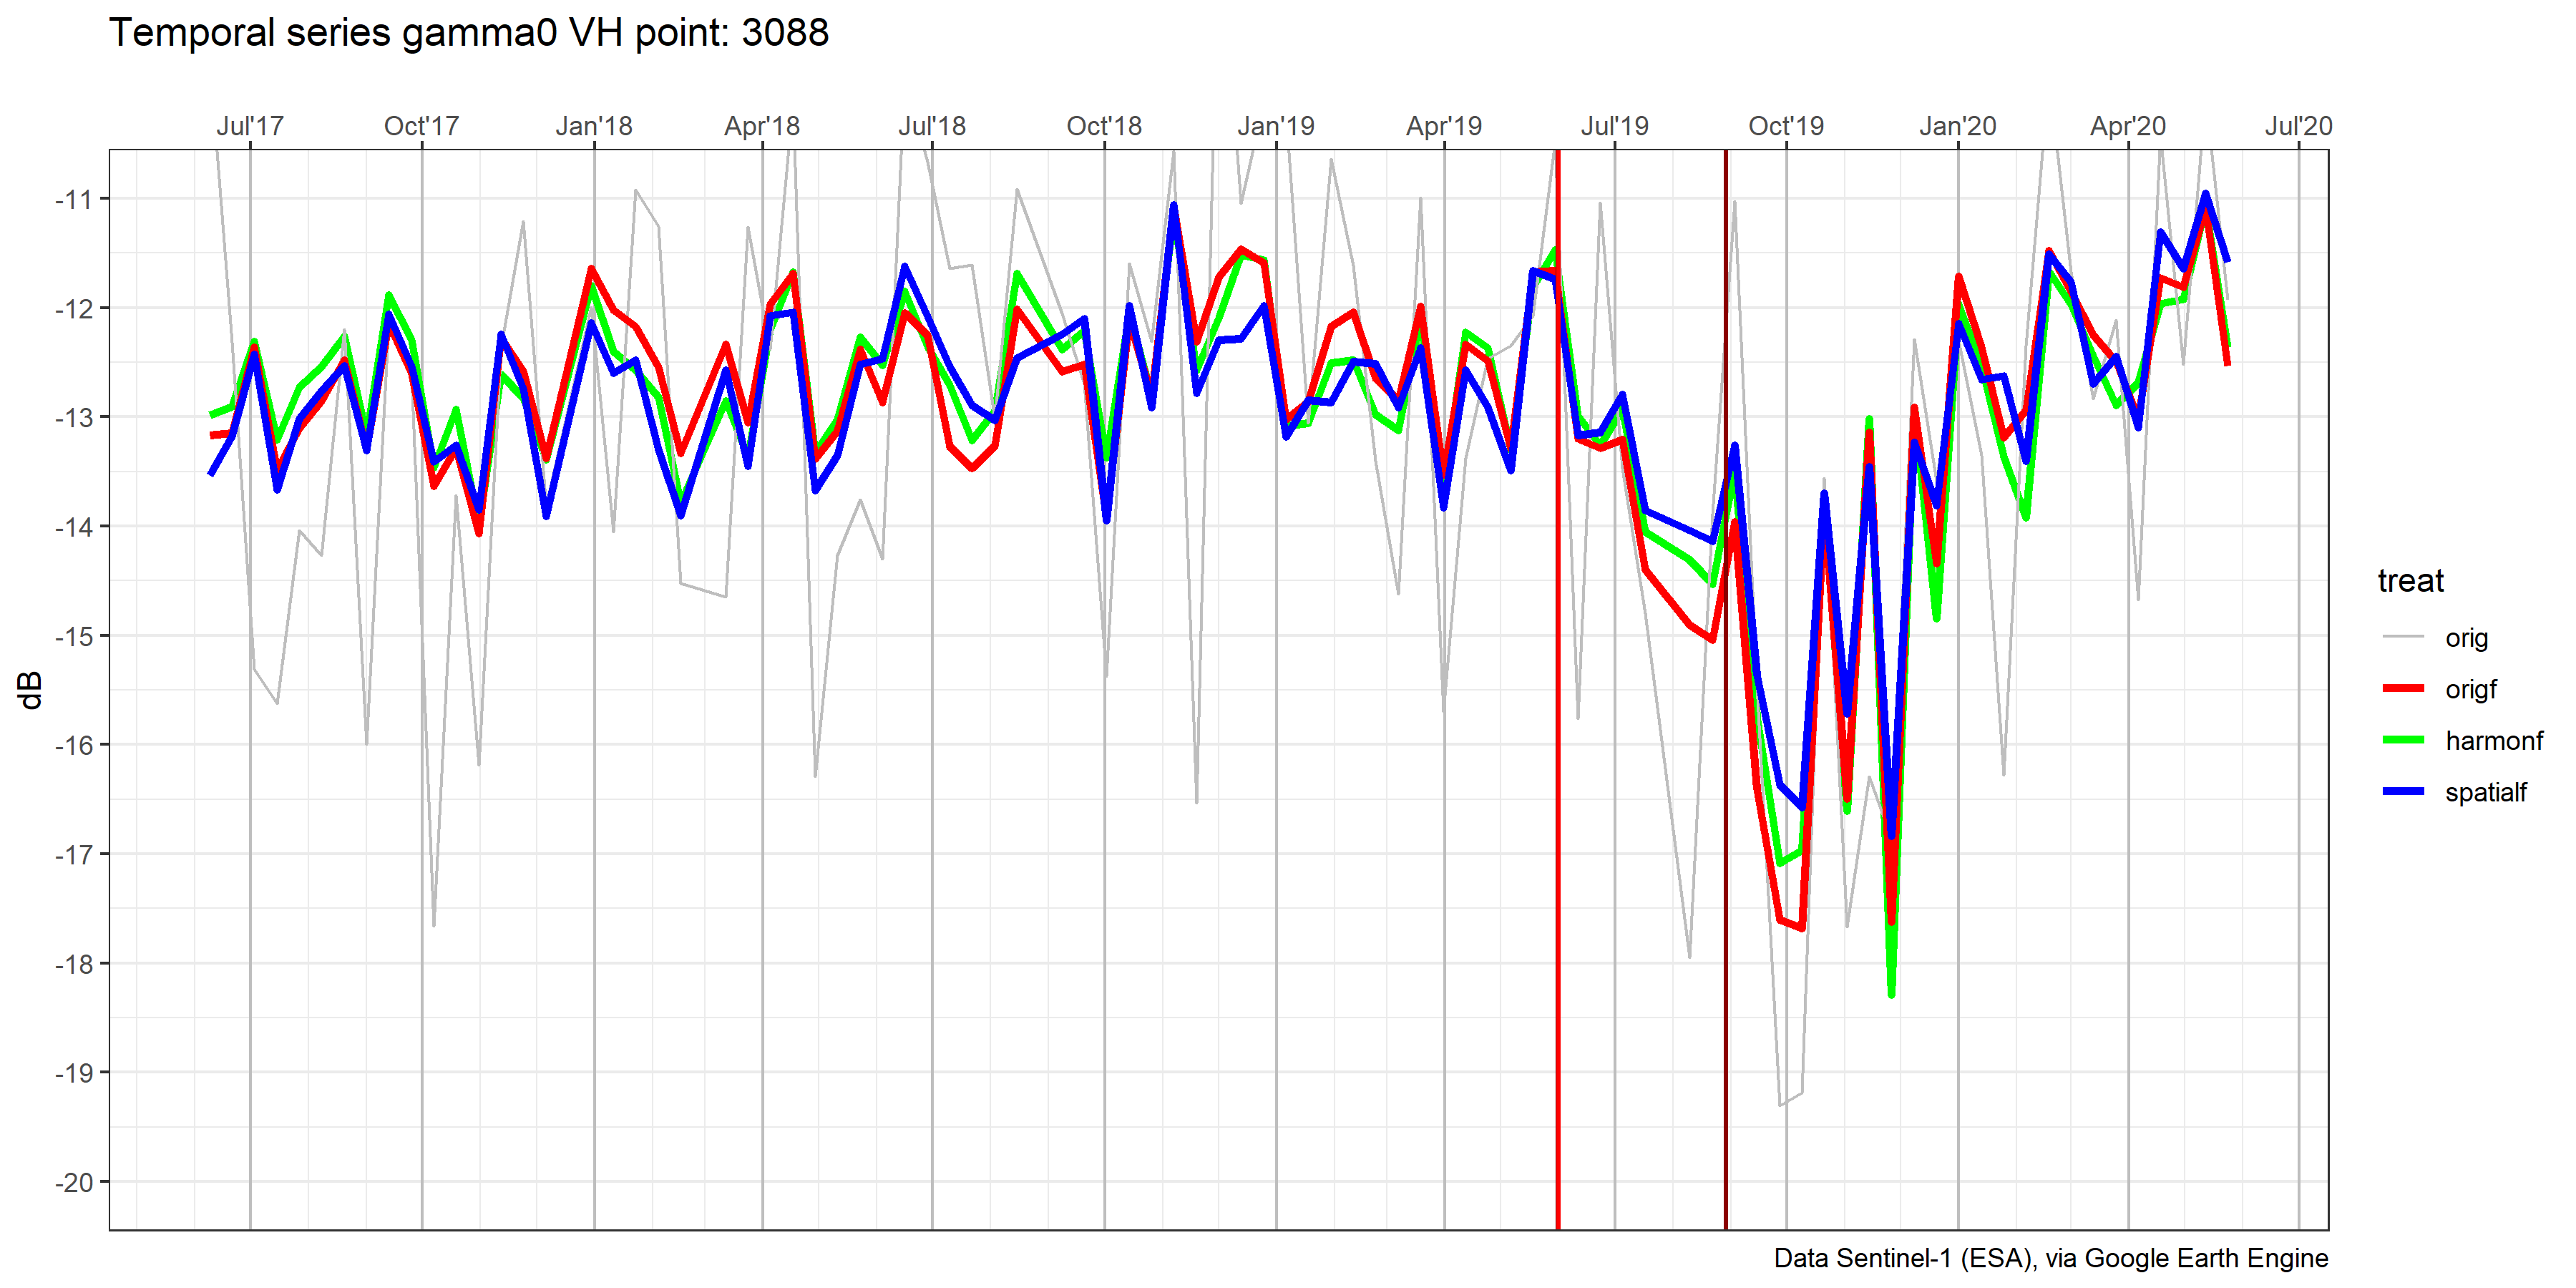 Temporal series gamma0 VH point: 3088
Jul'17 Oct'17 Jan'18 Apr'18 Jul'18 Oct'18 Jan'19 Apr'19 Jul'19 Oct'19 Jan'20 Apr'20 Jul'20
-11
-12
-13
-14
-15
-16
-17
-18
-19
-20
dB
treat
orig
origf
harmonf
spatialf
Data Sentinel-1 (ESA), via Google Earth Engine